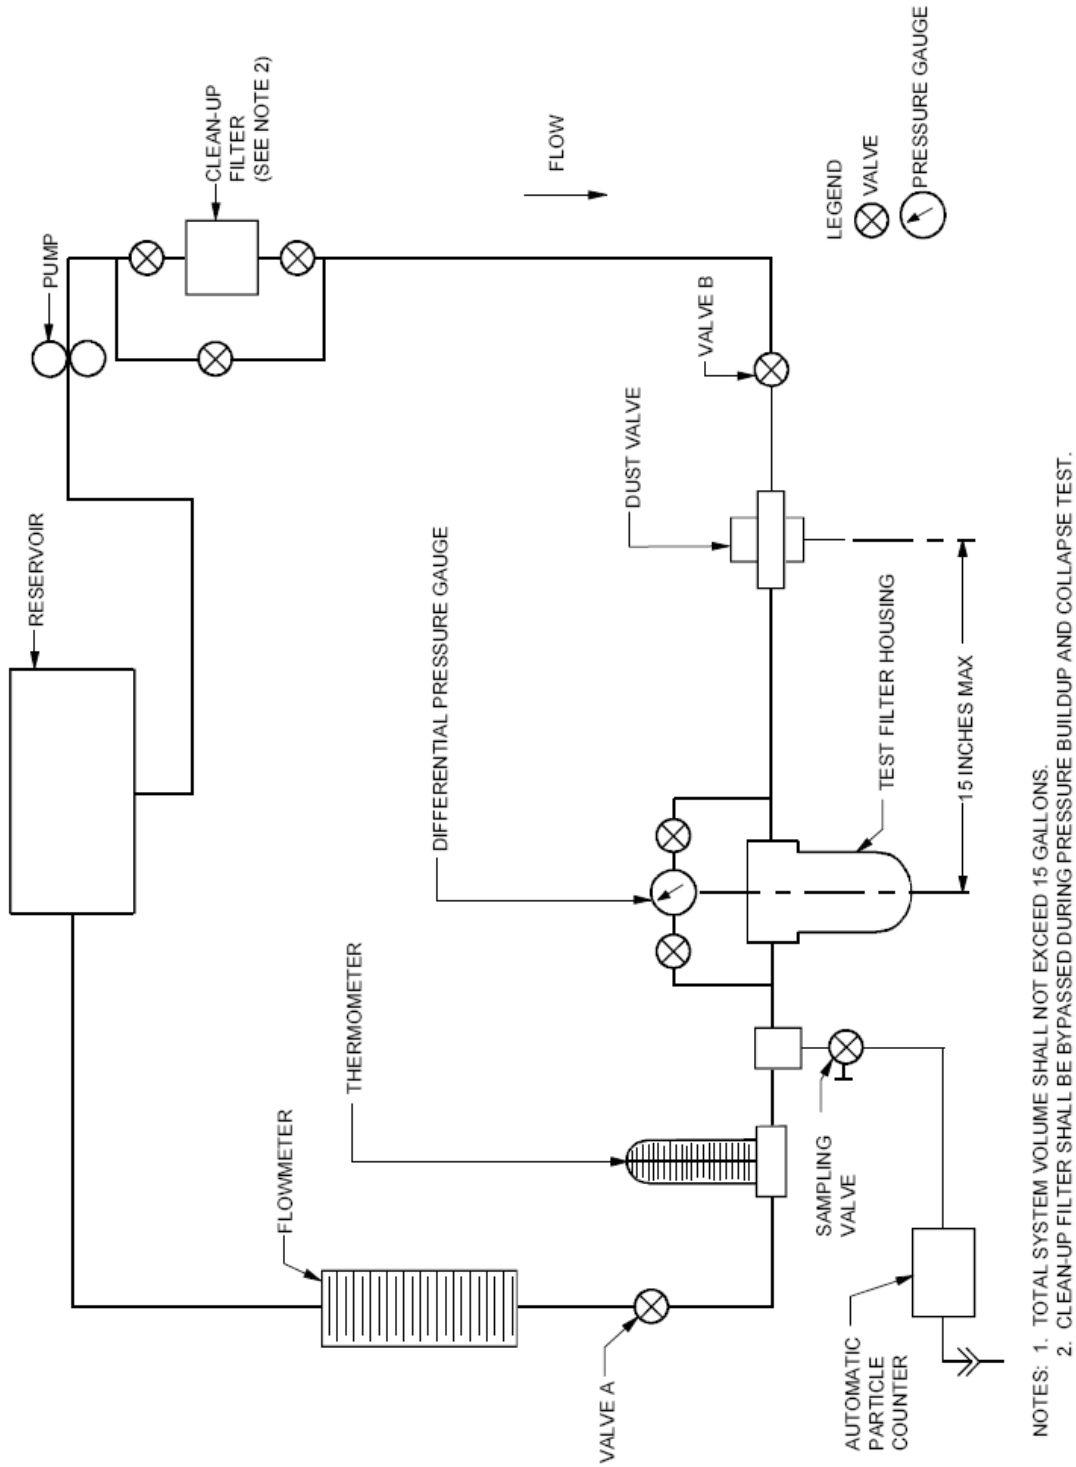 RESERVOIR
PUMP
CLEAN-UP
FILTER
(SEE NOTE 2)
FLOWMETER
THERMOMETER
DIFFERENTIAL PRESSURE GAUGE
FLOW
VALVE A
SAMPLING
VALVE
DUST VALVE
VALVE B
TEST FILTER HOUSING
AUTOMATIC
PARTICLE
COUNTER
15 INCHES MAX
LEGEND
VALVE
PRESSURE GAUGE
NOTES: 1. TOTAL SYSTEM VOLUME SHALL NOT EXCEED 15 GALLONS.
2. CLEAN-UP FILTER SHALL BE BYPASSED DURING PRESSURE BUILDUP AND COLLAPSE TEST.